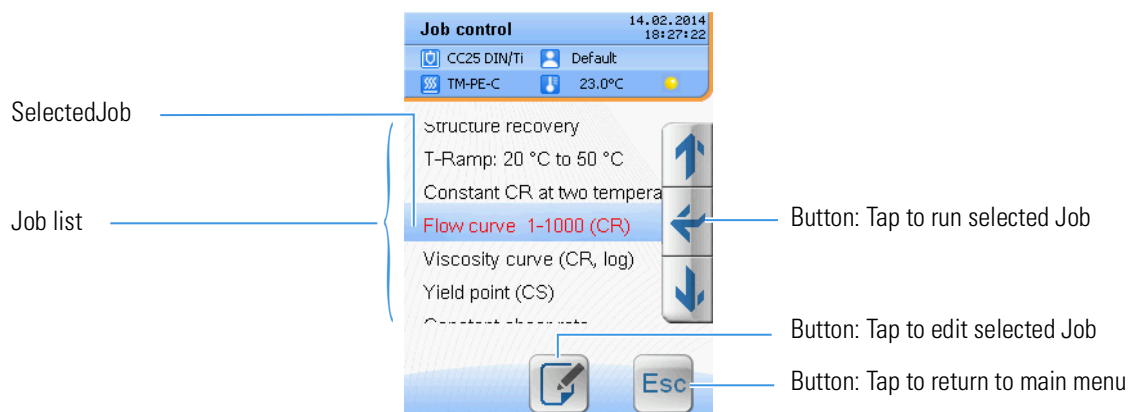 Job control
14.02.2014
18:27:22
CC25 DIN/Ti
Default
TM-PE-C
23.0°C
SelectedJob
Structure recovery
T-Ramp: 20 °C to 50 °C
Constant CR at two tempera
Job list
Flow curve 1-1000 (CR)
Button: Tap to run selected Job
Viscosity curve (CR, log)
Yield point (CS)
Constant shear rate
Button: Tap to edit selected Job
Esc
Button: Tap to return to main menu